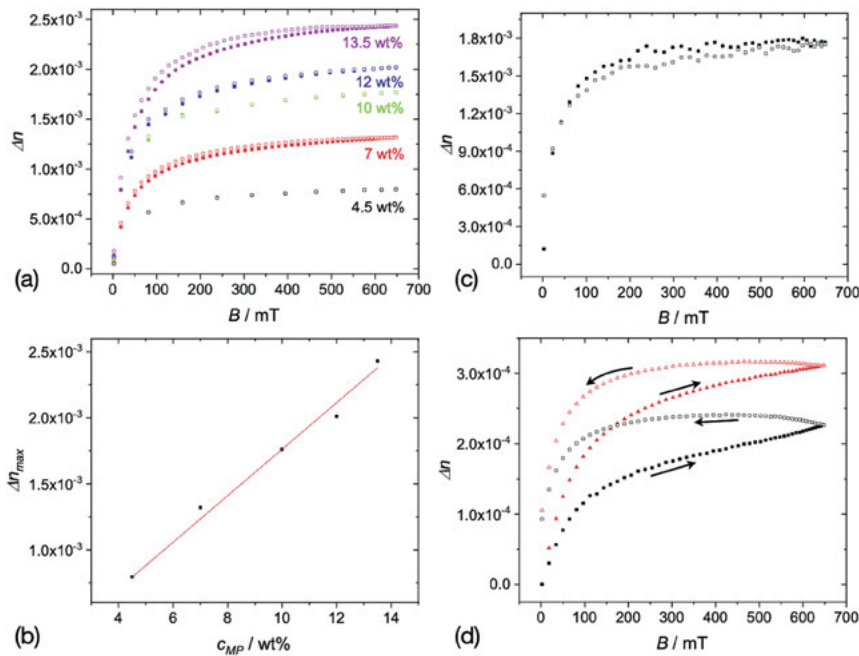 2.5x10⁻³
2.0x10⁻³
1.5x10⁻³
1.0x10⁻³
5.0x10⁻⁴
0.0
Δn
13.5 wt%
12 wt%
10 wt%
7 wt%
4.5 wt%
0 100 200 300 400 500 600 700
B / mT
(a)
1.8x10⁻³
1.5x10⁻³
1.2x10⁻³
9.0x10⁻⁴
6.0x10⁻⁴
3.0x10⁻⁴
0.0
Δn
0 100 200 300 400 500 600 700
B / mT
(c)
2.5x10⁻³
2.0x10⁻³
1.5x10⁻³
1.0x10⁻³
Δnmax
4 6 8 10 12 14
cMP / wt%
(b)
3.0x10⁻⁴
2.0x10⁻⁴
1.0x10⁻⁴
0.0
Δn
0 100 200 300 400 500 600 700
B / mT
(d)